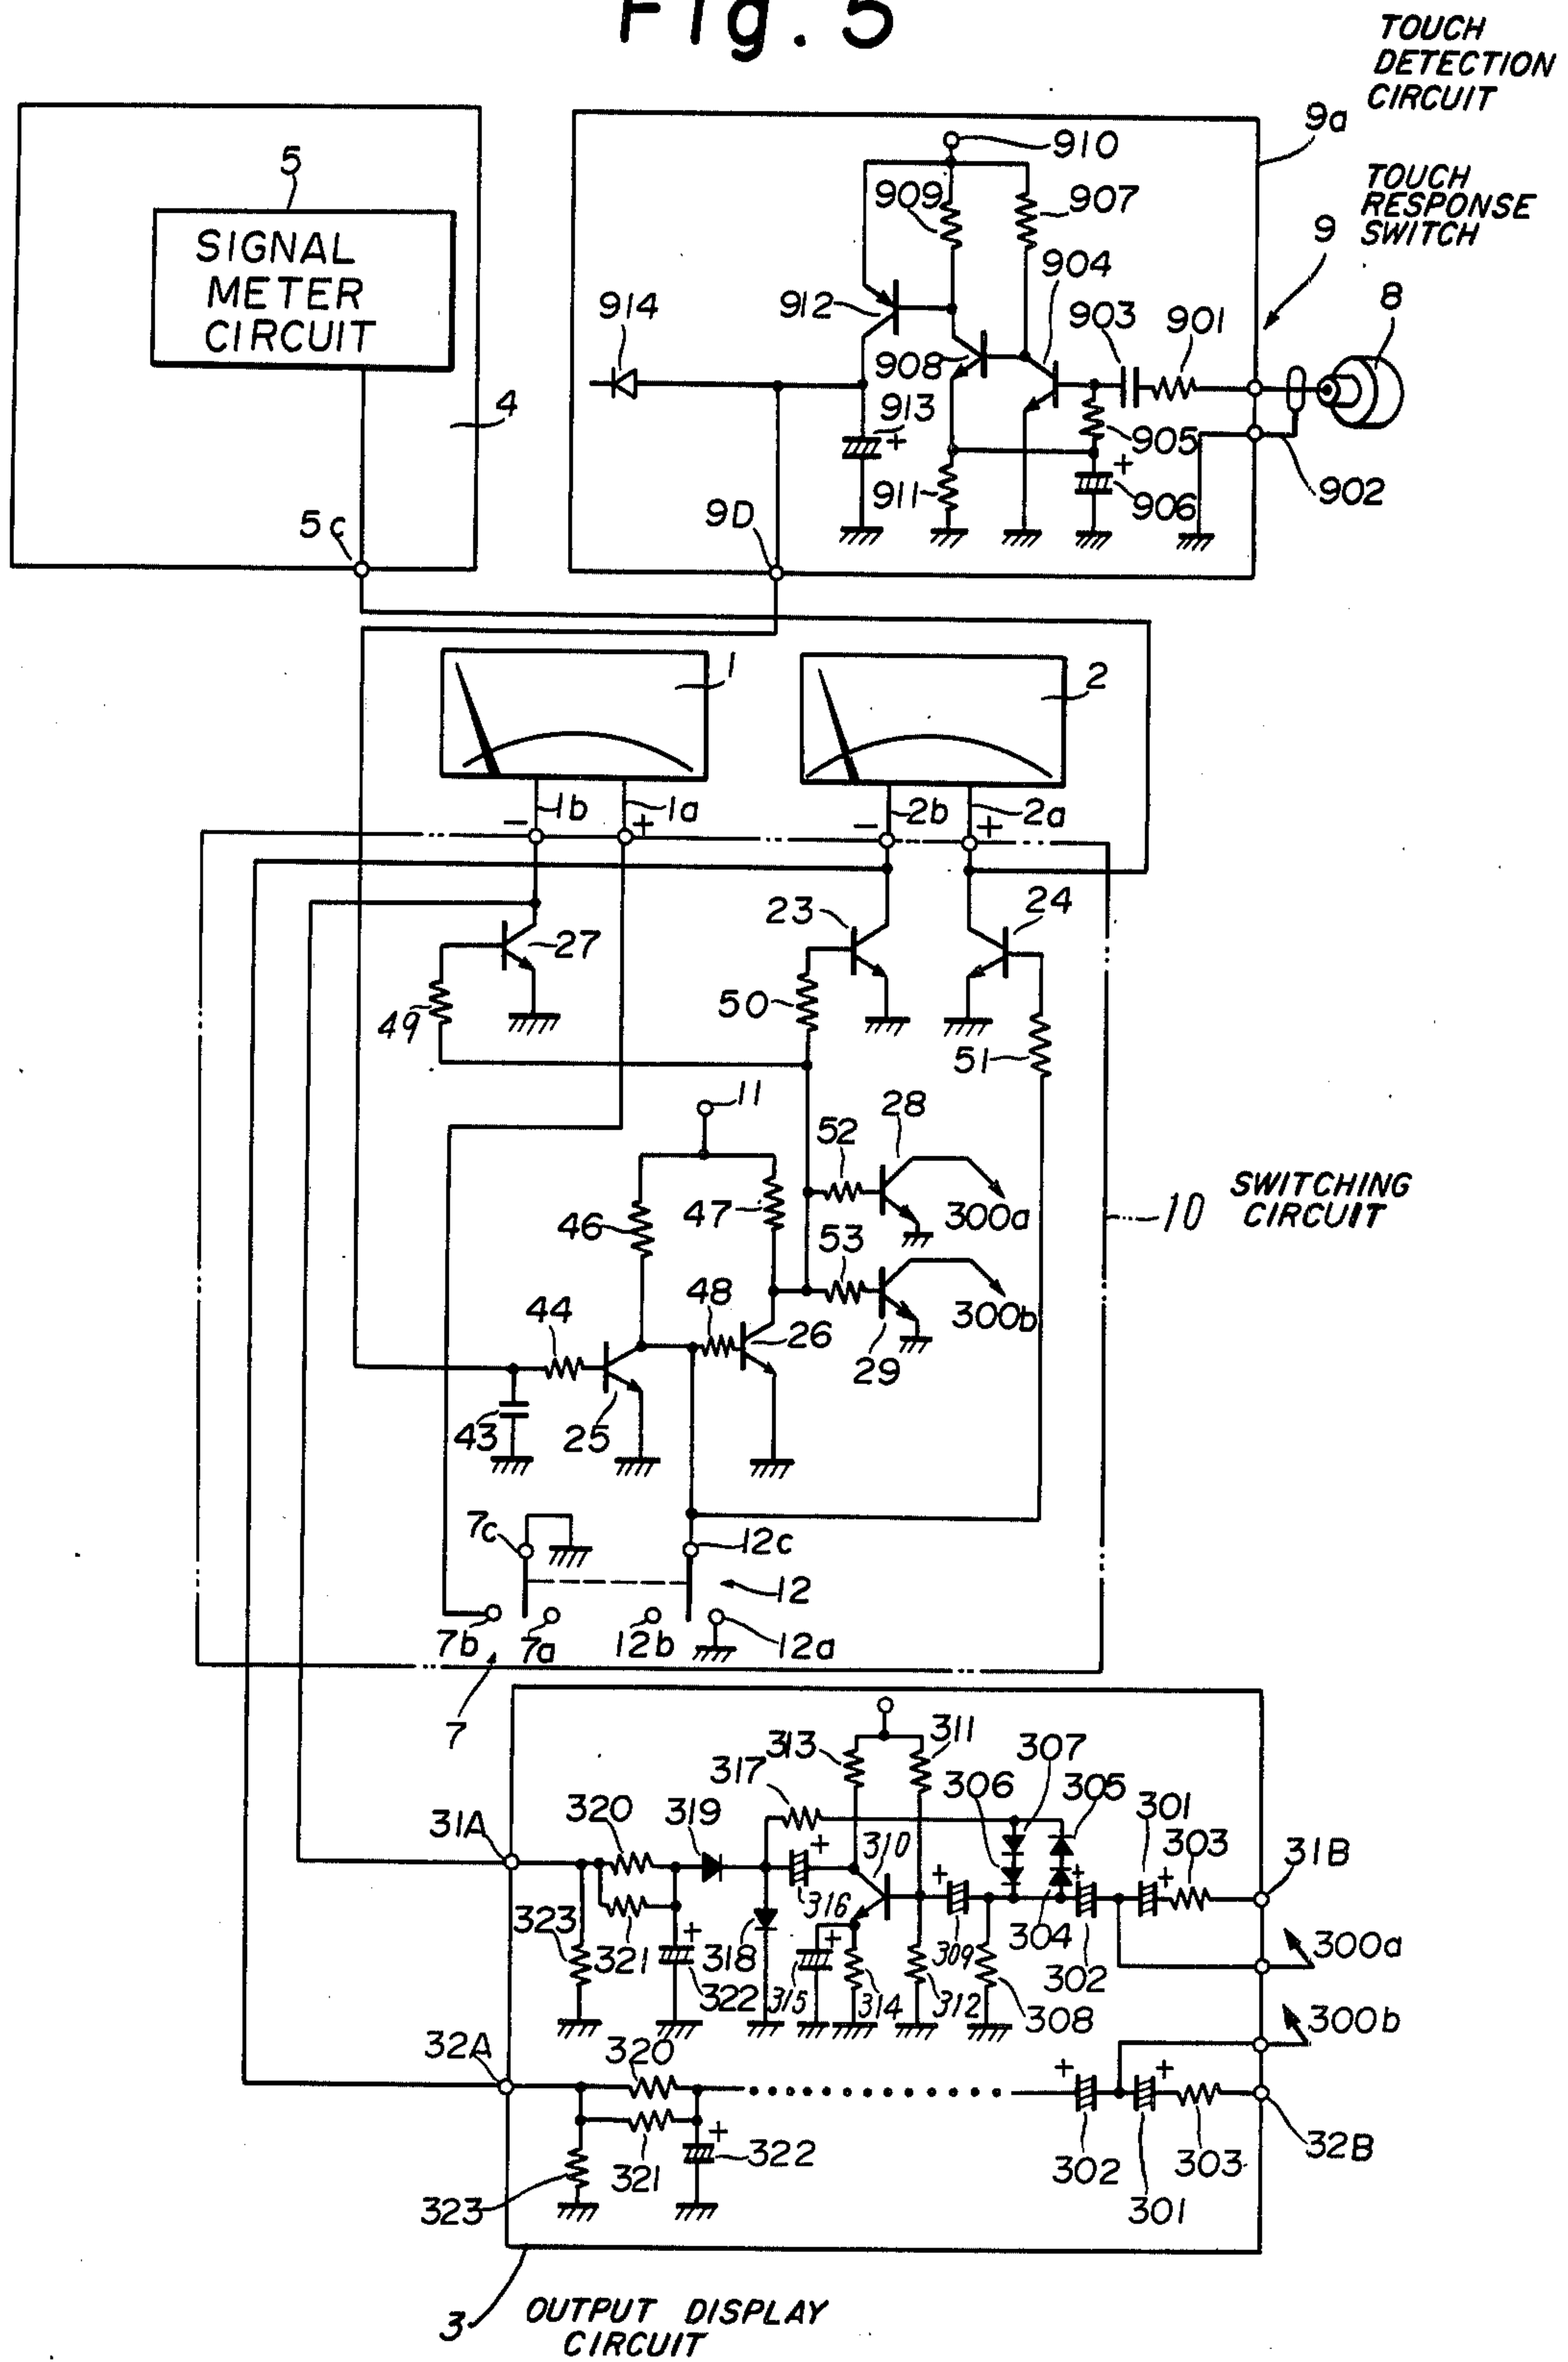 Fig. 5
TOUCH
DETECTION
CIRCUIT
9a
TOUCH
RESPONSE
SWITCH
9
8
5
SIGNAL
METER
CIRCUIT
4
5c
910
909
907
904
912
914
903
901
908
913
+
905
+
911
906
902
9D
1
2
1b
1a
2b
2a
−
+
−
+
27
23
24
49
50
51
11
28
52
46
47
300a
53
10
SWITCHING
CIRCUIT
44
48
26
300b
29
43
25
7c
12c
12
7b
7a
12b
12a
7
313
311
307
317
306
305
301
303
31A
320
319
310
31B
+
+
+
+
316
323
321
318
+
+
309
304
302
300a
322
315
314
312
308
300b
32A
320
+
+
321
+
322
302
303
32B
323
301
3
OUTPUT DISPLAY
CIRCUIT